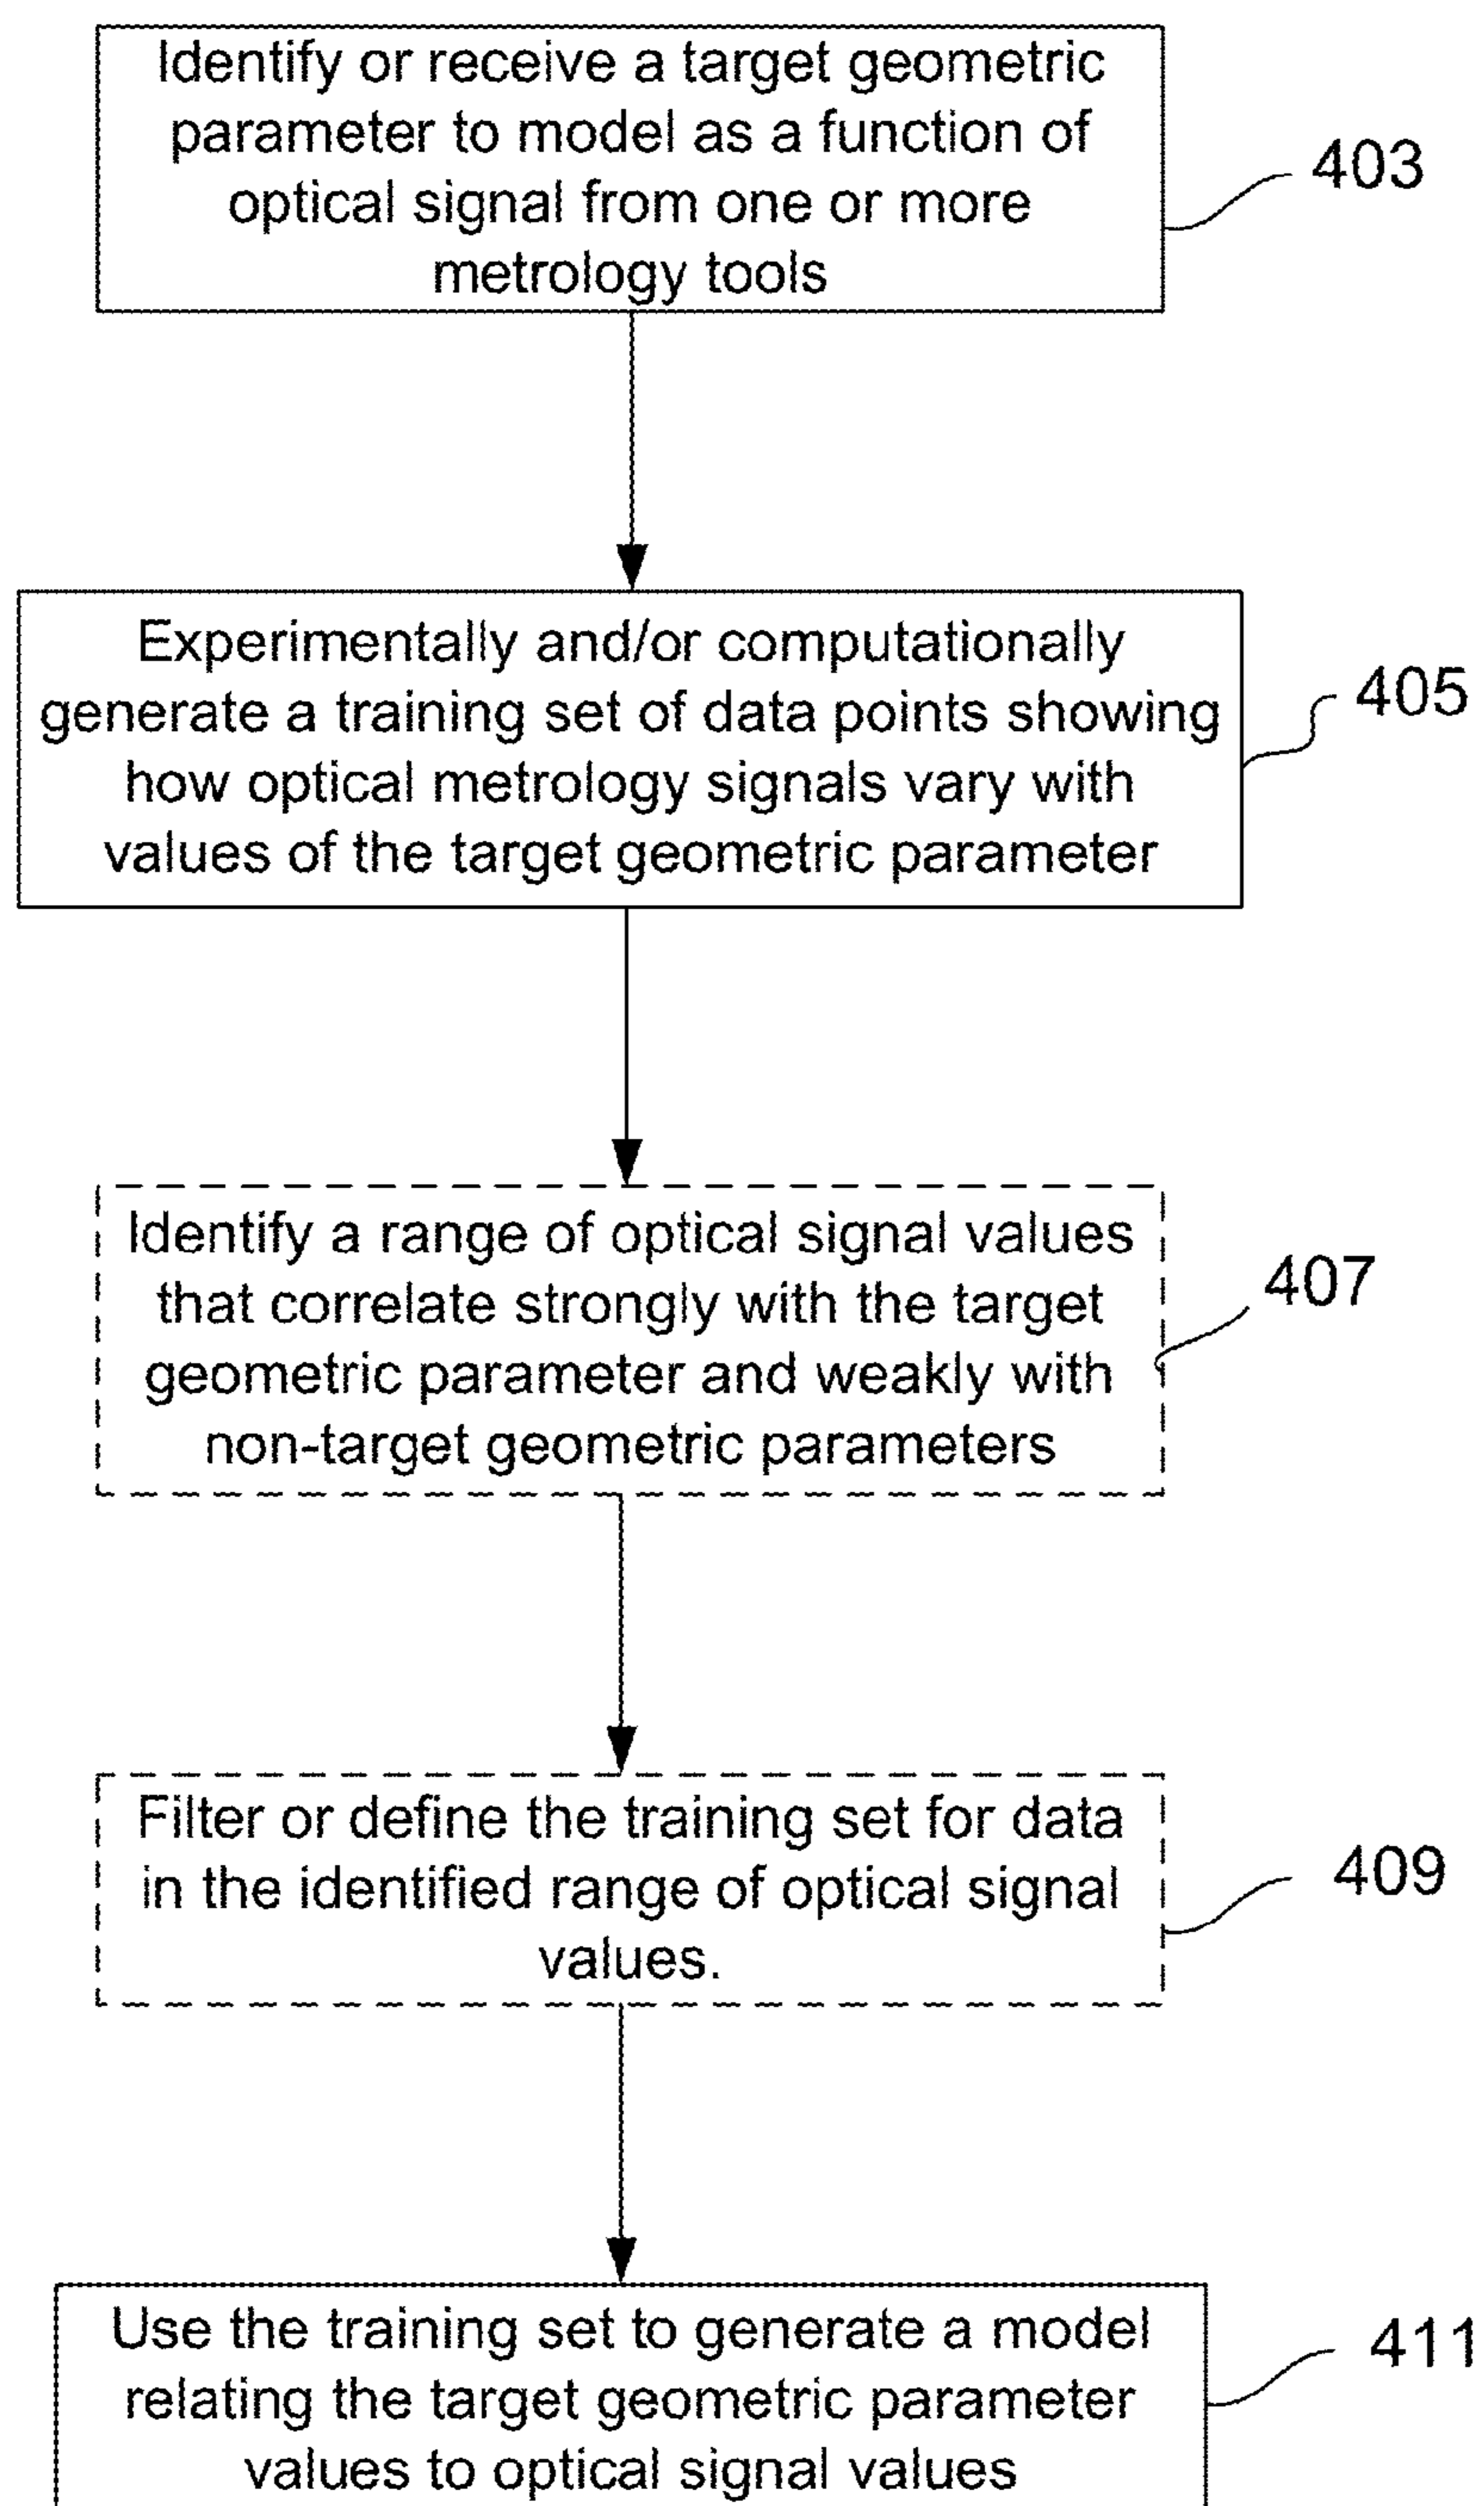 Identify or receive a target geometric
parameter to model as a function of
optical signal from one or more
metrology tools
403
Experimentally and/or computationally
generate a training set of data points showing
how optical metrology signals vary with
values of the target geometric parameter
405
Identify a range of optical signal values
that correlate strongly with the target
geometric parameter and weakly with
non-target geometric parameters
407
Filter or define the training set for data
in the identified range of optical signal
values.
409
Use the training set to generate a model
relating the target geometric parameter
values to optical signal values
411